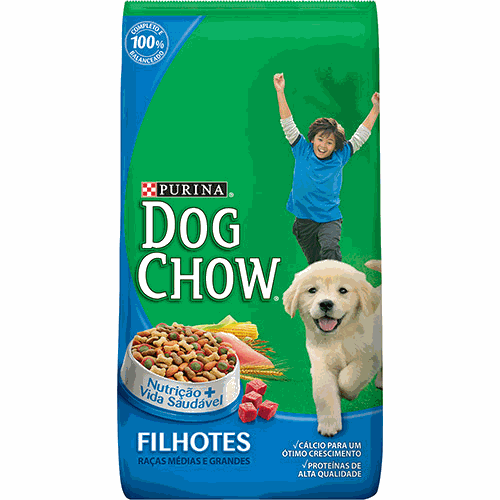 COMPLETO E
100%
BALANCEADO
PURINA®
DOG
CHOW®
Nutrição +
Vida Saudável
FILHOTES
RAÇAS MÉDIAS E GRANDES
√CÁLCIO PARA UM
ÓTIMO CRESCIMENTO
√PROTEÍNAS DE
ALTA QUALIDADE